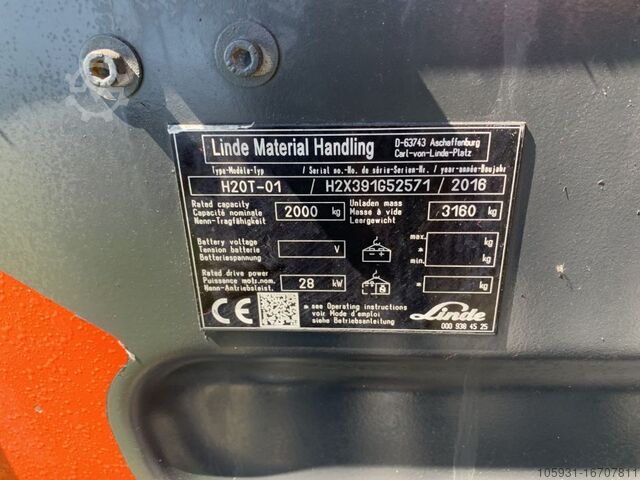 Linde Material Handling D-63743 Aschaffenburg
Carl-von-Linde-Platz
Type-Modèle-Typ / Serial no.-No. de série-Serien-Nr. / year-année-Baujahr
H20T-01 / H2X391G52571 / 2016
Rated capacity
Capacité nominale 2000 kg
Nenn-Tragfähigkeit
Unladen mass
Masse à vide 3160 kg
Leergewicht
Battery voltage
Tension batterie V
Batteriespannung
max. kg
min. kg
Rated drive power
Puissance mots.nom. 28 kW
Nenn-Antriebsleist.
= kg
CE
see Operating instructions
voir Mode d'emploi
siehe Betriebsanleitung
Linde
000 938 45 25
105931-16707811